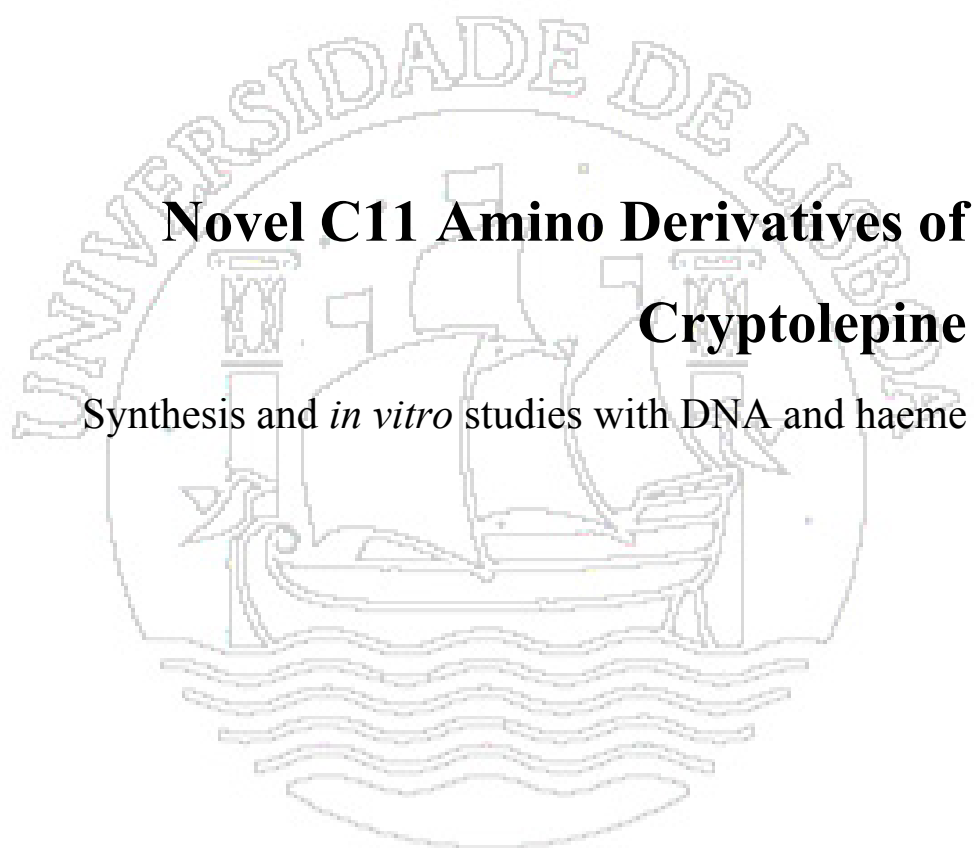 UNIVERSIDADE DE LISBOA
Novel C11 Amino Derivatives of
Cryptolepine
Synthesis and in vitro studies with DNA and haeme